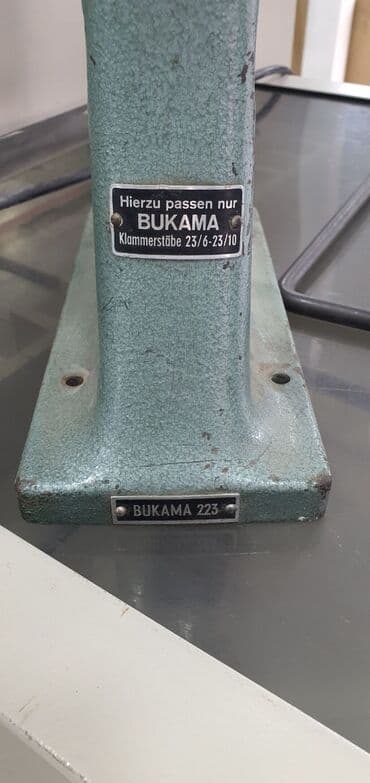 Hierzu passen nur
BUKAMA
Klammerstäbe 23/6-23/10
BUKAMA 223